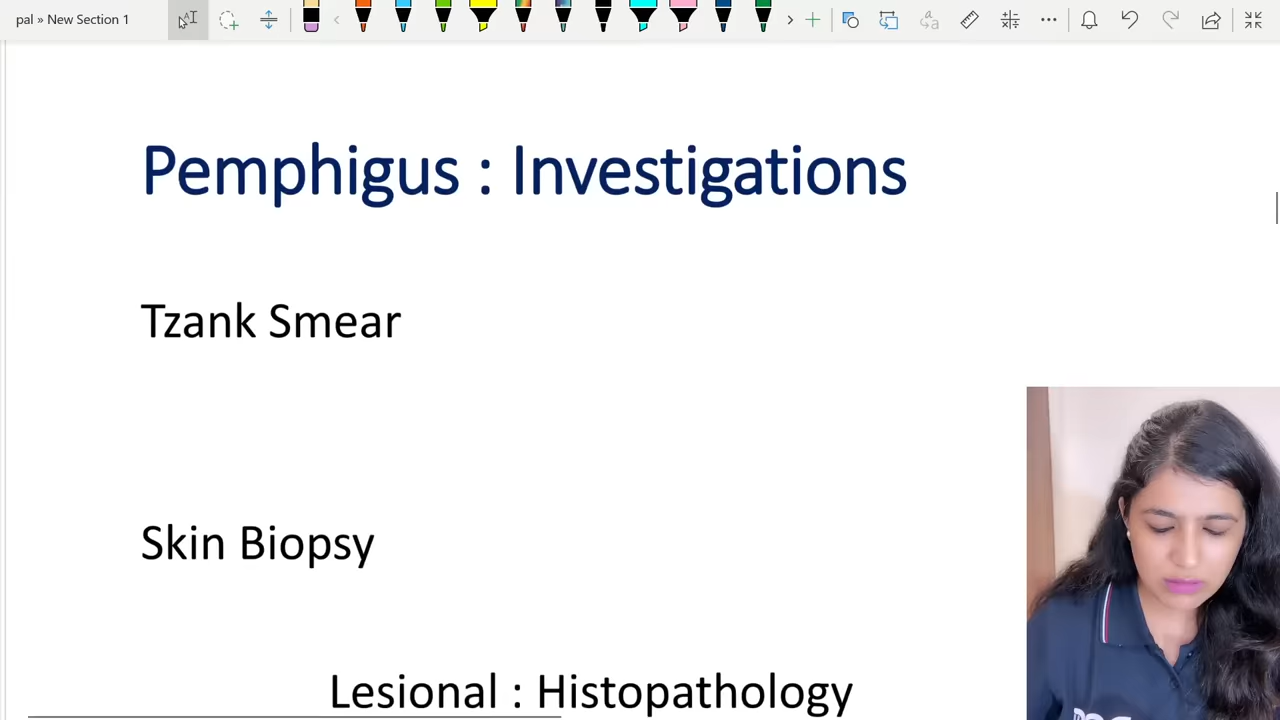 pal » New Section 1
Pemphigus : Investigations
Tzank Smear
Skin Biopsy
Lesional : Histopathology